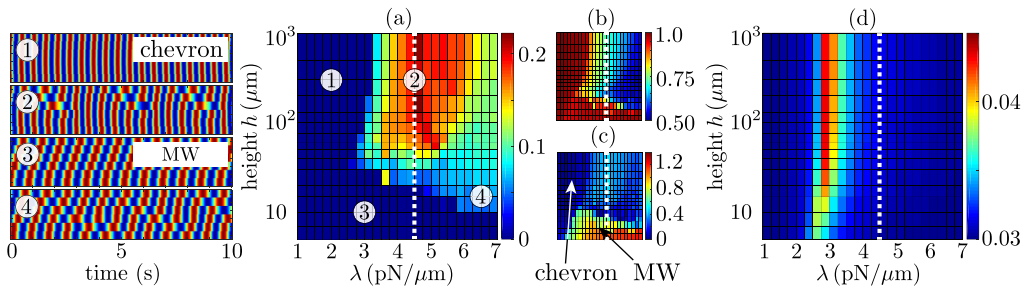 (a)
(b)
(d)
1 chevron
2
3 MW
4
0 5 10
time (s)
height h (μm)
10³
10²
10
1 2 3 4 5 6 7
λ (pN/μm)
1
2
3
4
0.2
0.1
0
1.0
0.75
0.50
(c)
1.2
0.8
0.4
0
chevron MW
height h (μm)
10³
10²
10
1 2 3 4 5 6 7
λ (pN/μm)
0.04
0.03